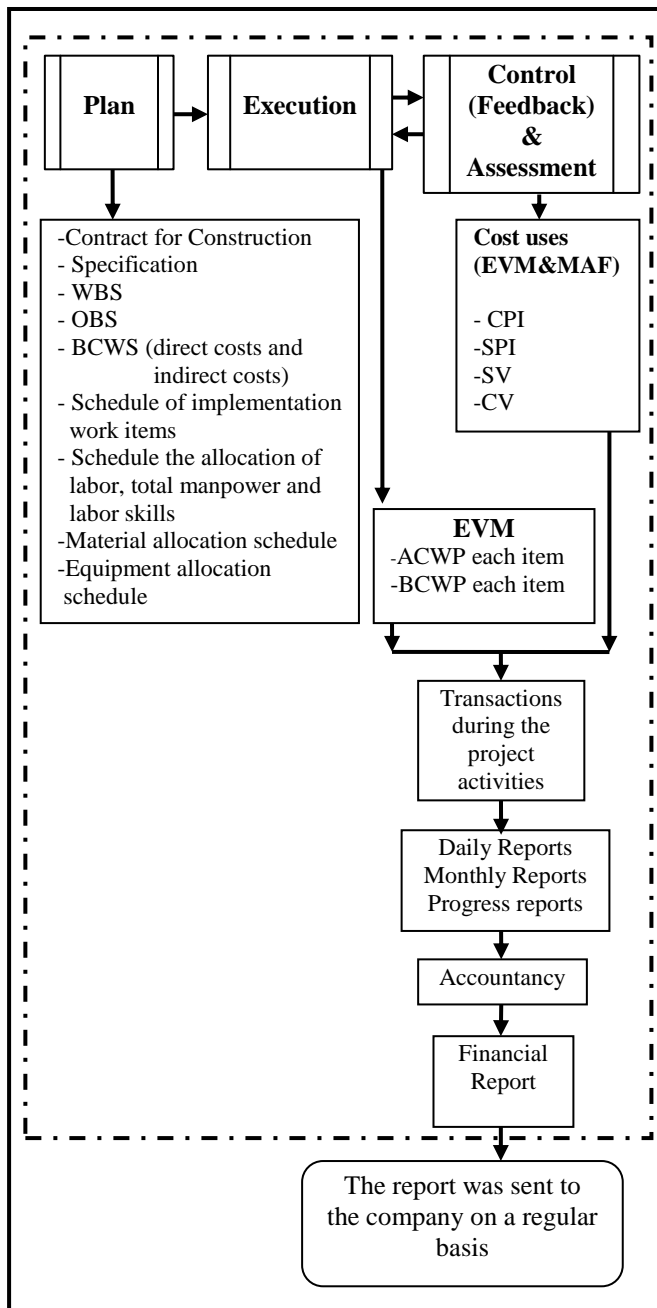 Plan
Execution
Control
(Feedback)
&
Assessment
-Contract for Construction
- Specification
- WBS
- OBS
- BCWS (direct costs and
indirect costs)
- Schedule of implementation
work items
- Schedule the allocation of
labor, total manpower and
labor skills
-Material allocation schedule
-Equipment allocation
schedule
Cost uses
(EVM&MAF)
- CPI
-SPI
-SV
-CV
EVM
-ACWP each item
-BCWP each item
Transactions
during the
project
activities
Daily Reports
Monthly Reports
Progress reports
Accountancy
Financial
Report
The report was sent to
the company on a regular
basis